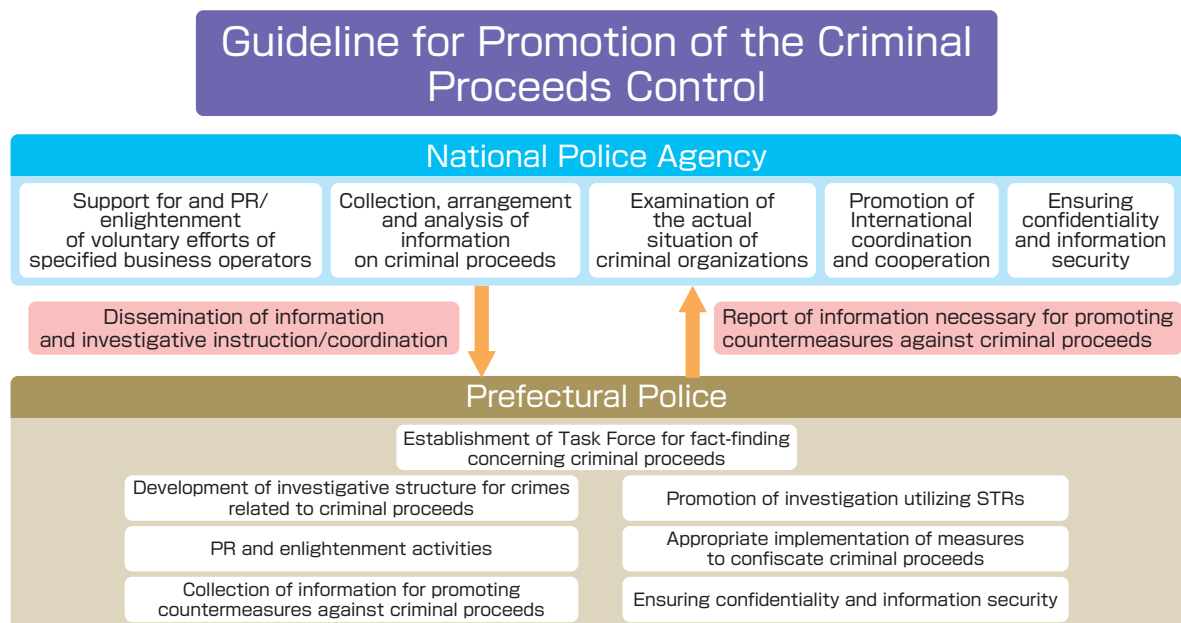 Guideline for Promotion of the Criminal
Proceeds Control
National Police Agency
Support for and PR/
enlightenment
of voluntary efforts of
specified business operators
Collection, arrangement
and analysis of
information
on criminal proceeds
Examination of
the actual
situation of
criminal organizations
Promotion of
International
coordination
and cooperation
Ensuring
confidentiality
and information
security
Dissemination of information
and investigative instruction/coordination
Report of information necessary for promoting
countermeasures against criminal proceeds
Prefectural Police
Establishment of Task Force for fact-finding
concerning criminal proceeds
Development of investigative structure for crimes
related to criminal proceeds
Promotion of investigation utilizing STRs
PR and enlightenment activities
Appropriate implementation of measures
to confiscate criminal proceeds
Collection of information for promoting
countermeasures against criminal proceeds
Ensuring confidentiality and information security